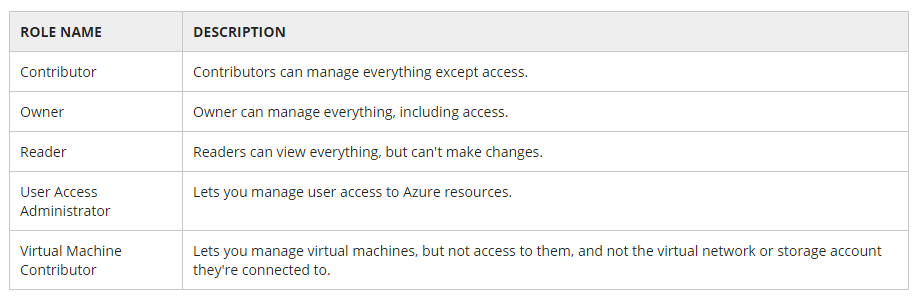 ROLE NAME DESCRIPTION
Contributor Contributors can manage everything except access.
Owner Owner can manage everything, including access.
Reader Readers can view everything, but can't make changes.
User Access Lets you manage user access to Azure resources.
Administrator
Virtual Machine Lets you manage virtual machines, but not access to them, and not the virtual network or storage account
Contributor they're connected to.